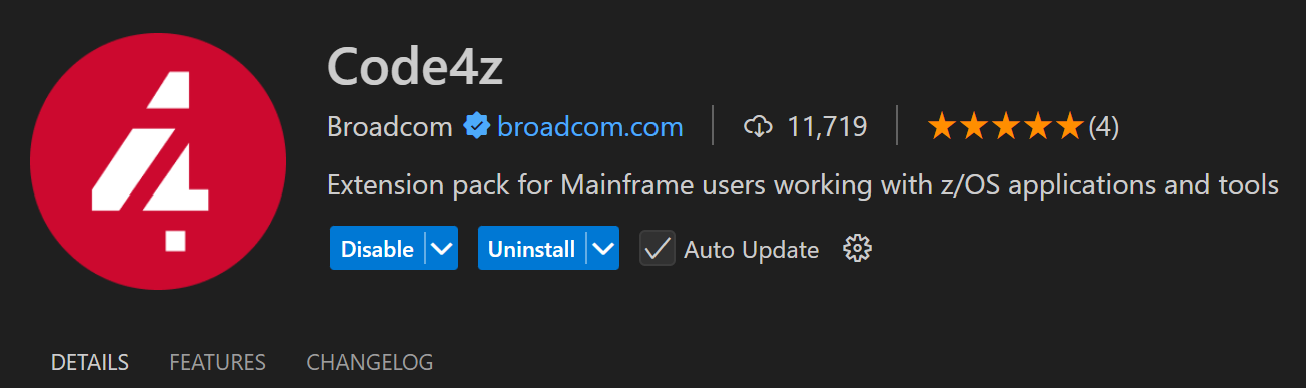 Code4z
Broadcom broadcom.com 11,719 (4)
Extension pack for Mainframe users working with z/OS applications and tools
Disable Uninstall Auto Update
DETAILS FEATURES CHANGELOG